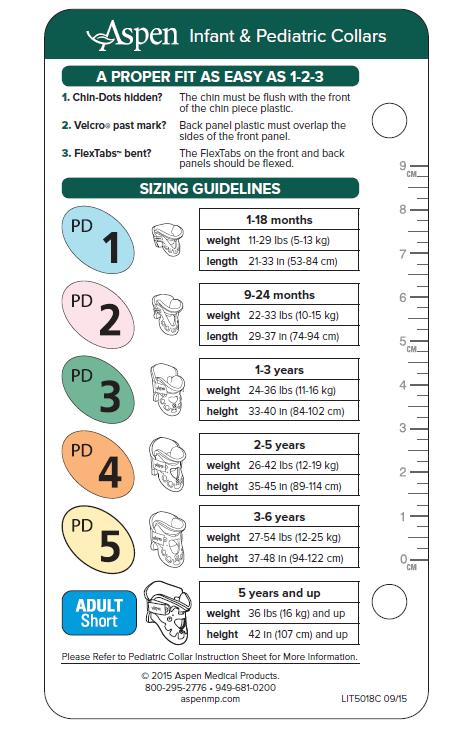 Aspen Infant & Pediatric Collars
A PROPER FIT AS EASY AS 1-2-3
1. Chin-Dots hidden? The chin must be flush with the front
of the chin piece plastic.
2. Velcro® past mark? Back panel plastic must overlap the
sides of the front panel.
3. FlexTabs™ bent? The FlexTabs on the front and back
panels should be flexed.
SIZING GUIDELINES
PD 1
1-18 months
weight 11-29 lbs (5-13 kg)
length 21-33 in (53-84 cm)
PD 2
9-24 months
weight 22-33 lbs (10-15 kg)
length 29-37 in (74-94 cm)
PD 3
1-3 years
weight 24-36 lbs (11-16 kg)
height 33-40 in (84-102 cm)
PD 4
2-5 years
weight 26-42 lbs (12-19 kg)
height 35-45 in (89-114 cm)
PD 5
3-6 years
weight 27-54 lbs (12-25 kg)
height 37-48 in (94-122 cm)
ADULT
Short
5 years and up
weight 36 lbs (16 kg) and up
height 42 in (107 cm) and up
Please Refer to Pediatric Collar Instruction Sheet for More Information.
© 2015 Aspen Medical Products.
800-295-2776 • 949-681-0200
aspenmp.com
LIT5018C 09/15
9
CM
8
7
6
5
CM
4
3
2
1
0
CM